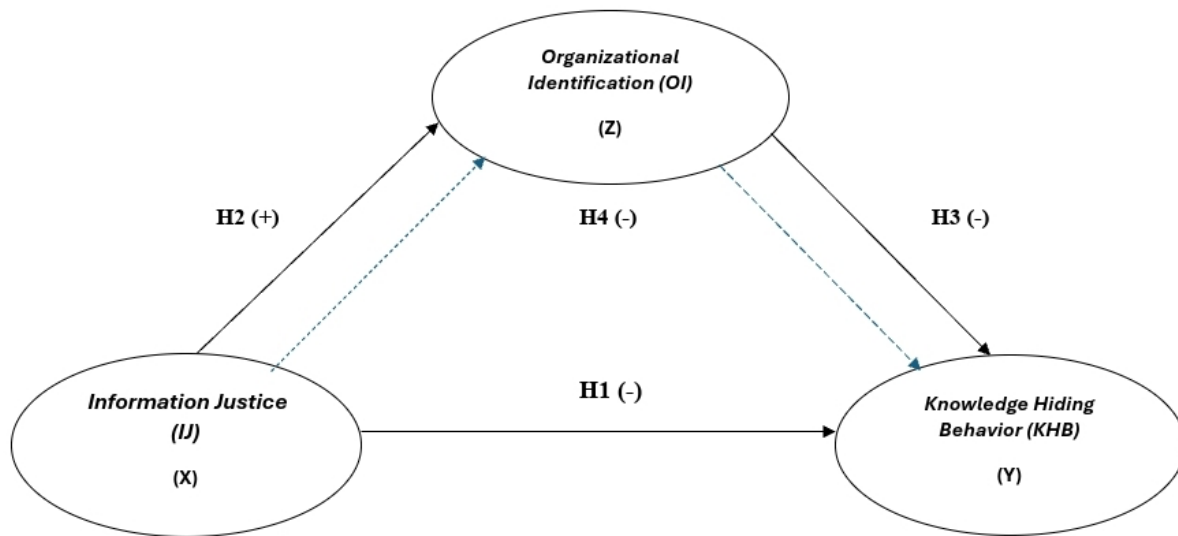 Organizational
Identification (OI)
(Z)
H2 (+)
H4 (-)
H3 (-)
H1 (-)
Information Justice
(IJ)
(X)
Knowledge Hiding
Behavior (KHB)
(Y)